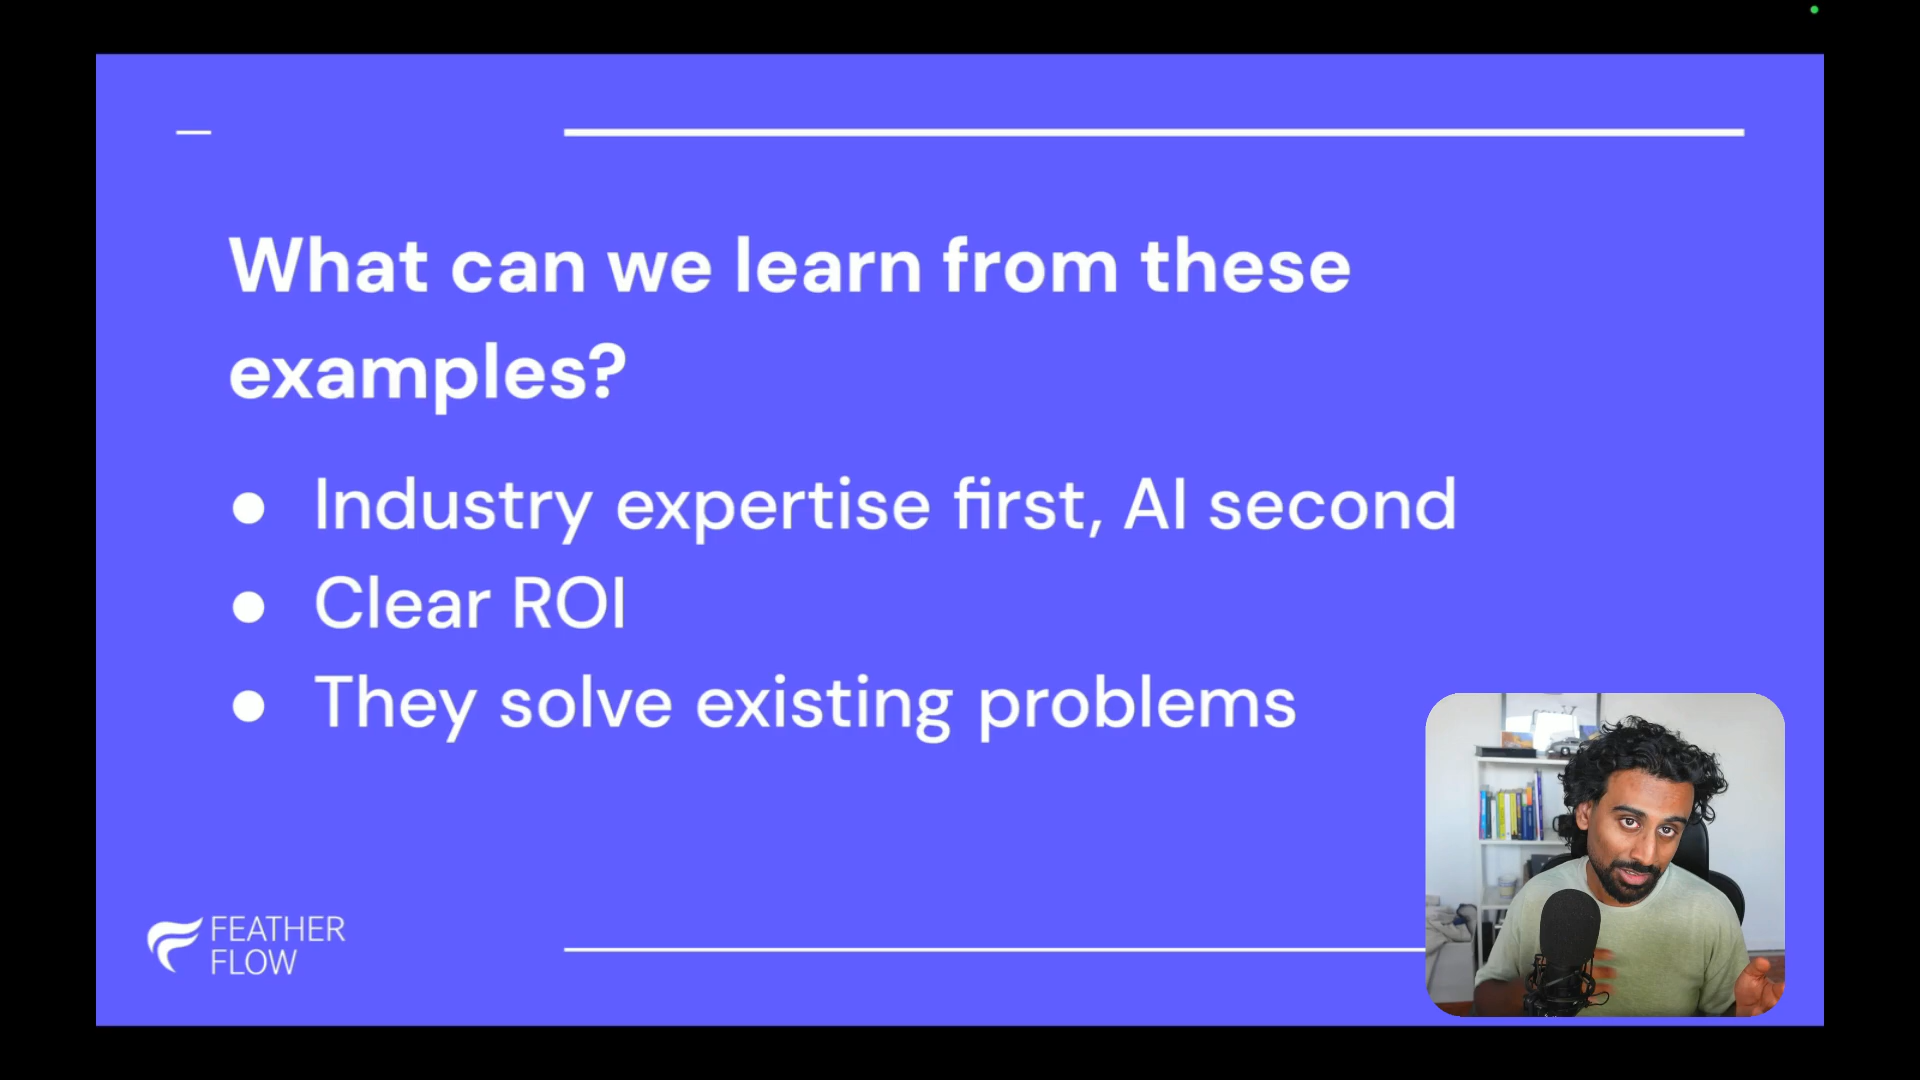 What can we learn from these
examples?
● Industry expertise first, AI second
● Clear ROI
● They solve existing problems
FEATHER
FLOW